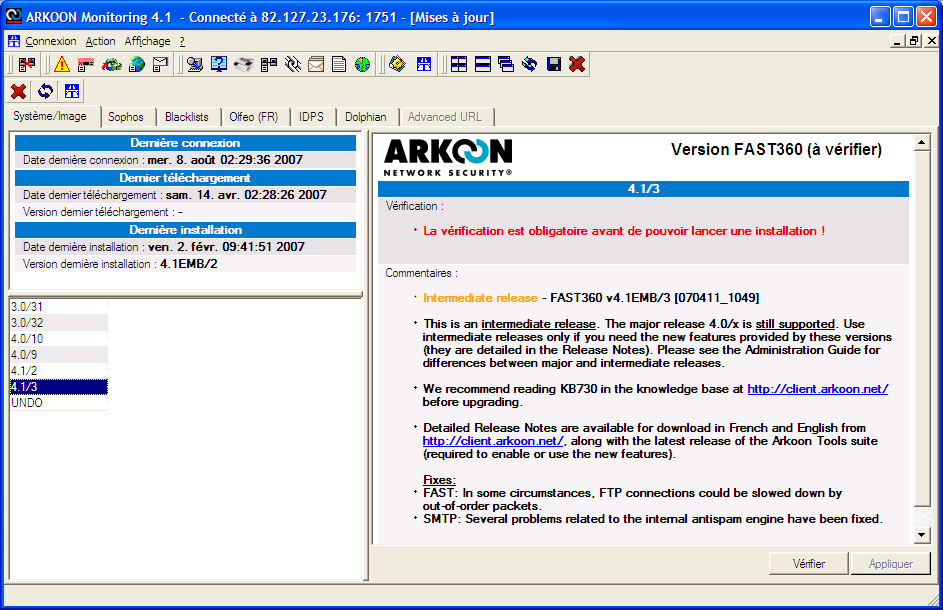 ARKOON Monitoring 4.1 - Connecté à 82.127.23.176: 1751 - [Mises à jour]
Connexion Action Affichage ?
Système/Image Sophos Blacklists Olfeo (FR) IDPS Dolphian Advanced URL
Dernière connexion
Date dernière connexion : mer. 8. août 02:29:36 2007
Dernier téléchargement
Date dernier téléchargement : sam. 14. avr. 02:28:26 2007
Version dernier téléchargement : -
Dernière installation
Date dernière installation : ven. 2. févr. 09:41:51 2007
Version dernière installation : 4.1EMB/2
3.0/31
3.0/32
4.0/10
4.0/9
4.1/2
4.1/3
UNDO
ARKOON
NETWORK SECURITY®
Version FAST360 (à vérifier)
4.1/3
Vérification :
· La vérification est obligatoire avant de pouvoir lancer une installation !
Commentaires :
· Intermediate release - FAST360 v4.1EMB/3 [070411_1049]
· This is an intermediate release. The major release 4.0/x is still supported. Use
intermediate releases only if you need the new features provided by these versions
(they are detailed in the Release Notes). Please see the Administration Guide for
differences between major and intermediate releases.
· We recommend reading KB730 in the knowledge base at http://client.arkoon.net/
before upgrading.
· Detailed Release Notes are available for download in French and English from
http://client.arkoon.net/, along with the latest release of the Arkoon Tools suite
(required to enable or use the new features).
Fixes:
· FAST: In some circumstances, FTP connections could be slowed down by
out-of-order packets.
· SMTP: Several problems related to the internal antispam engine have been fixed.
Vérifier Appliquer